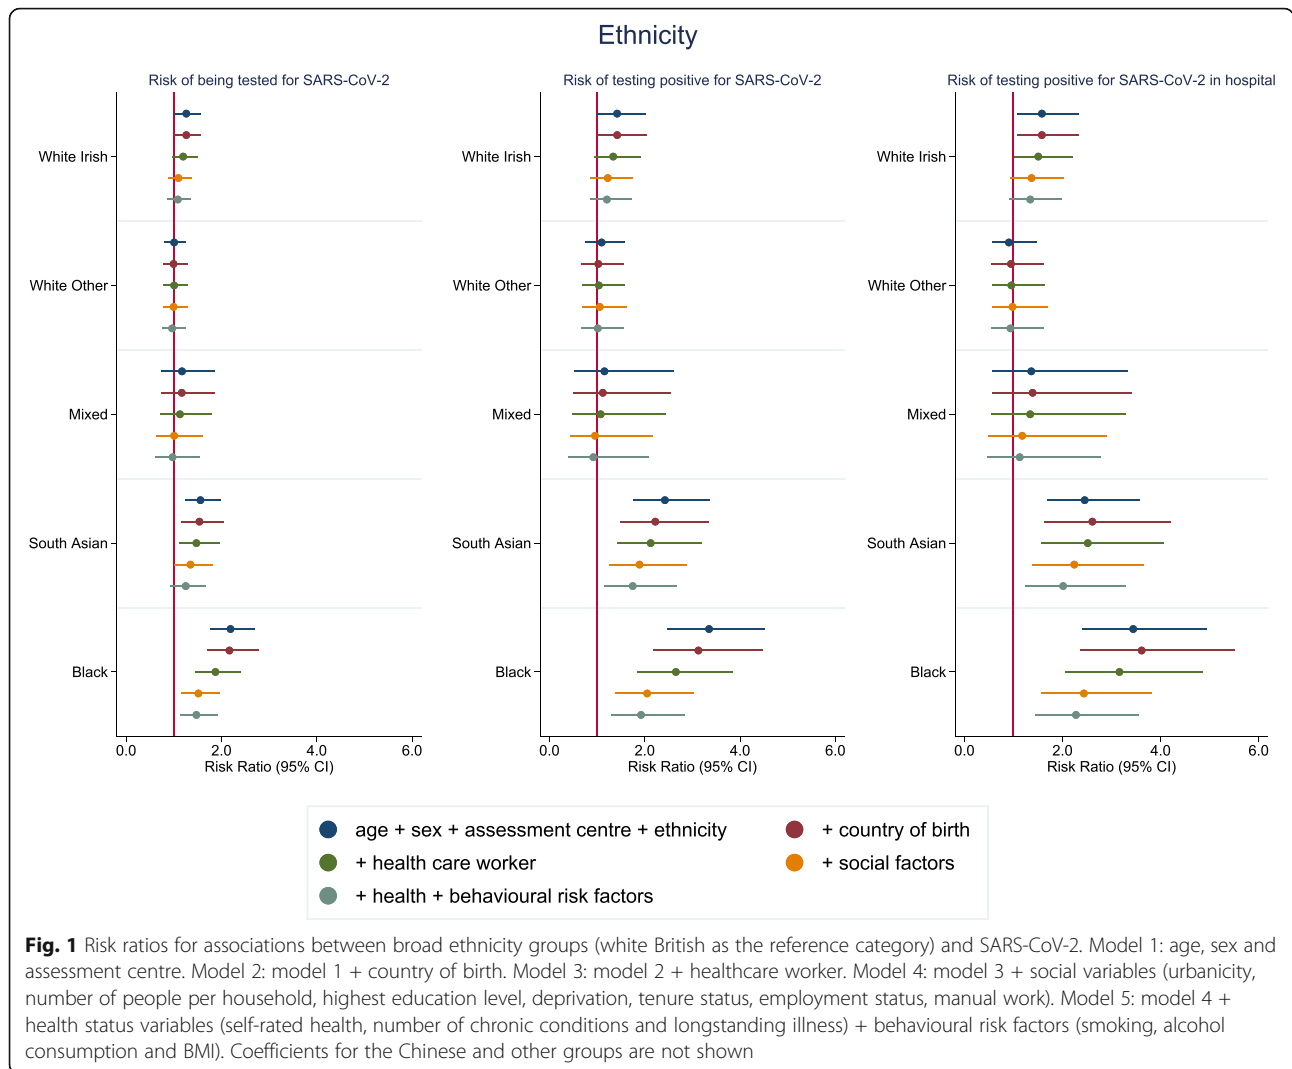 Ethnicity
Risk of being tested for SARS-CoV-2
White Irish
White Other
Mixed
South Asian
Black
0.0 2.0 4.0 6.0
Risk Ratio (95% CI)
Risk of testing positive for SARS-CoV-2
White Irish
White Other
Mixed
South Asian
Black
0.0 2.0 4.0 6.0
Risk Ratio (95% CI)
Risk of testing positive for SARS-CoV-2 in hospital
White Irish
White Other
Mixed
South Asian
Black
0.0 2.0 4.0 6.0
Risk Ratio (95% CI)
age + sex + assessment centre + ethnicity
+ country of birth
+ health care worker
+ social factors
+ health + behavioural risk factors
Fig. 1 Risk ratios for associations between broad ethnicity groups (white British as the reference category) and SARS-CoV-2. Model 1: age, sex and
assessment centre. Model 2: model 1 + country of birth. Model 3: model 2 + healthcare worker. Model 4: model 3 + social variables (urbanicity,
number of people per household, highest education level, deprivation, tenure status, employment status, manual work). Model 5: model 4 +
health status variables (self-rated health, number of chronic conditions and longstanding illness) + behavioural risk factors (smoking, alcohol
consumption and BMI). Coefficients for the Chinese and other groups are not shown